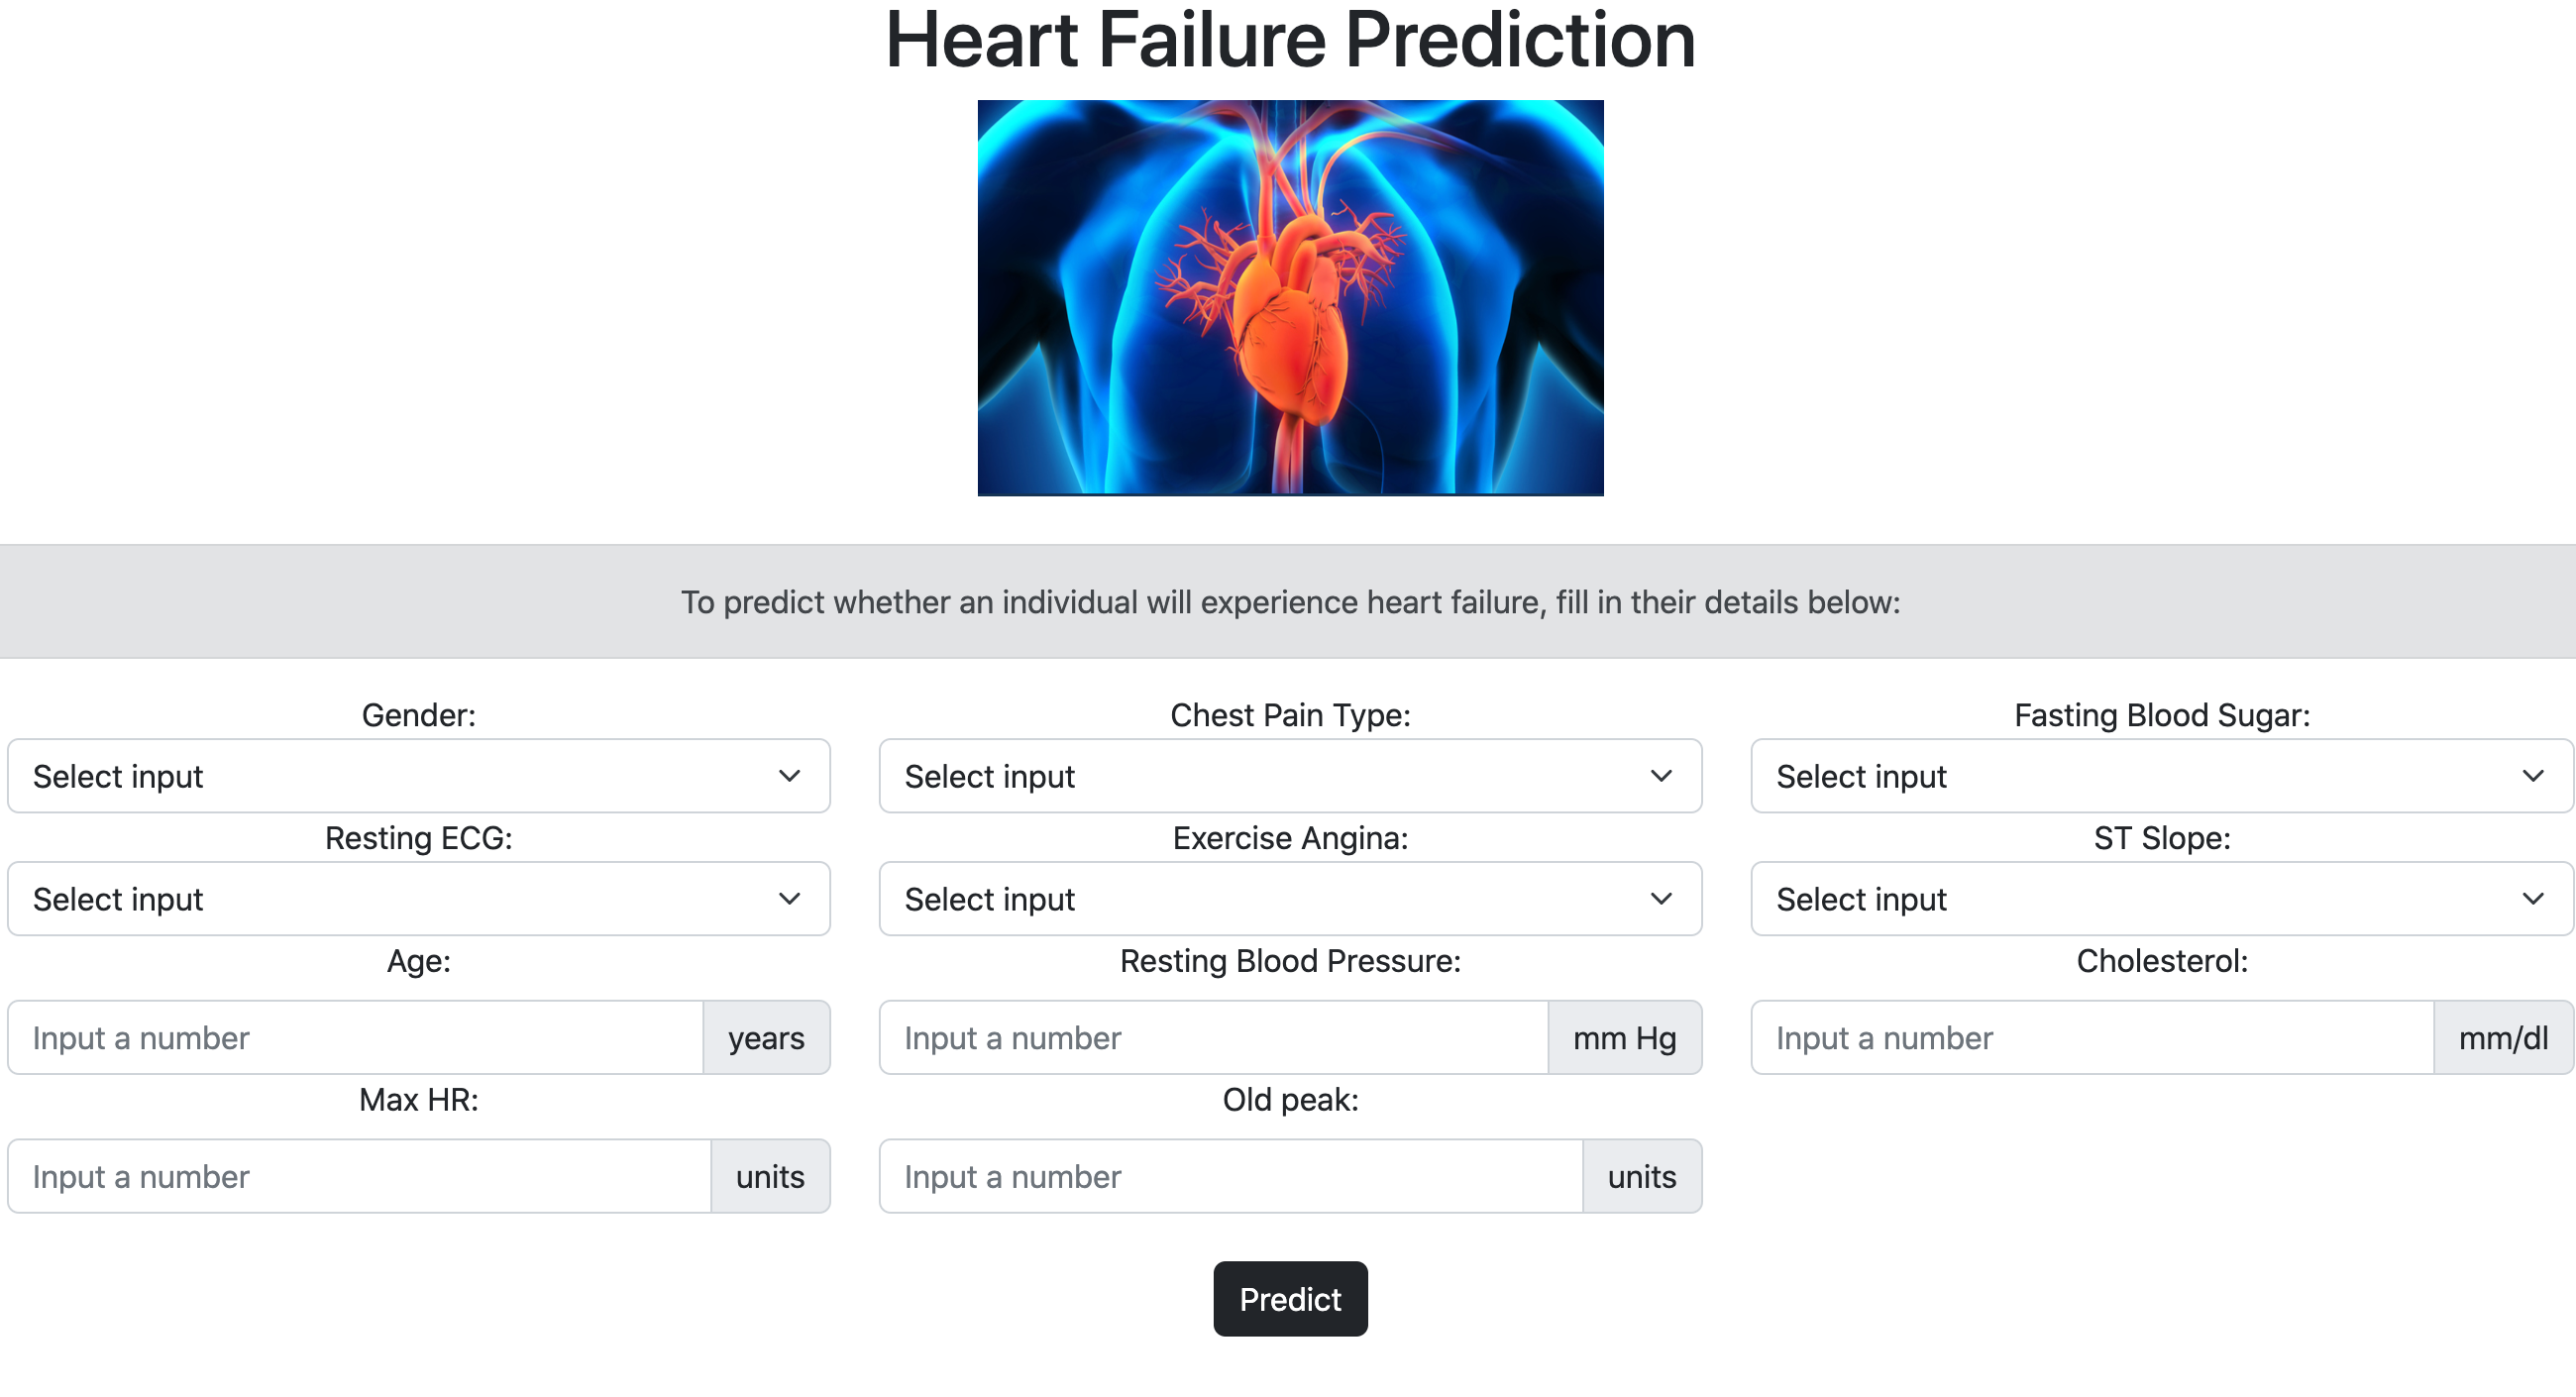 Heart Failure Prediction
To predict whether an individual will experience heart failure, fill in their details below:
Gender: Chest Pain Type: Fasting Blood Sugar:
Select input Select input Select input
Resting ECG: Exercise Angina: ST Slope:
Select input Select input Select input
Age: Resting Blood Pressure: Cholesterol:
Input a number years Input a number mm Hg Input a number mm/dl
Max HR: Old peak:
Input a number units Input a number units
Predict